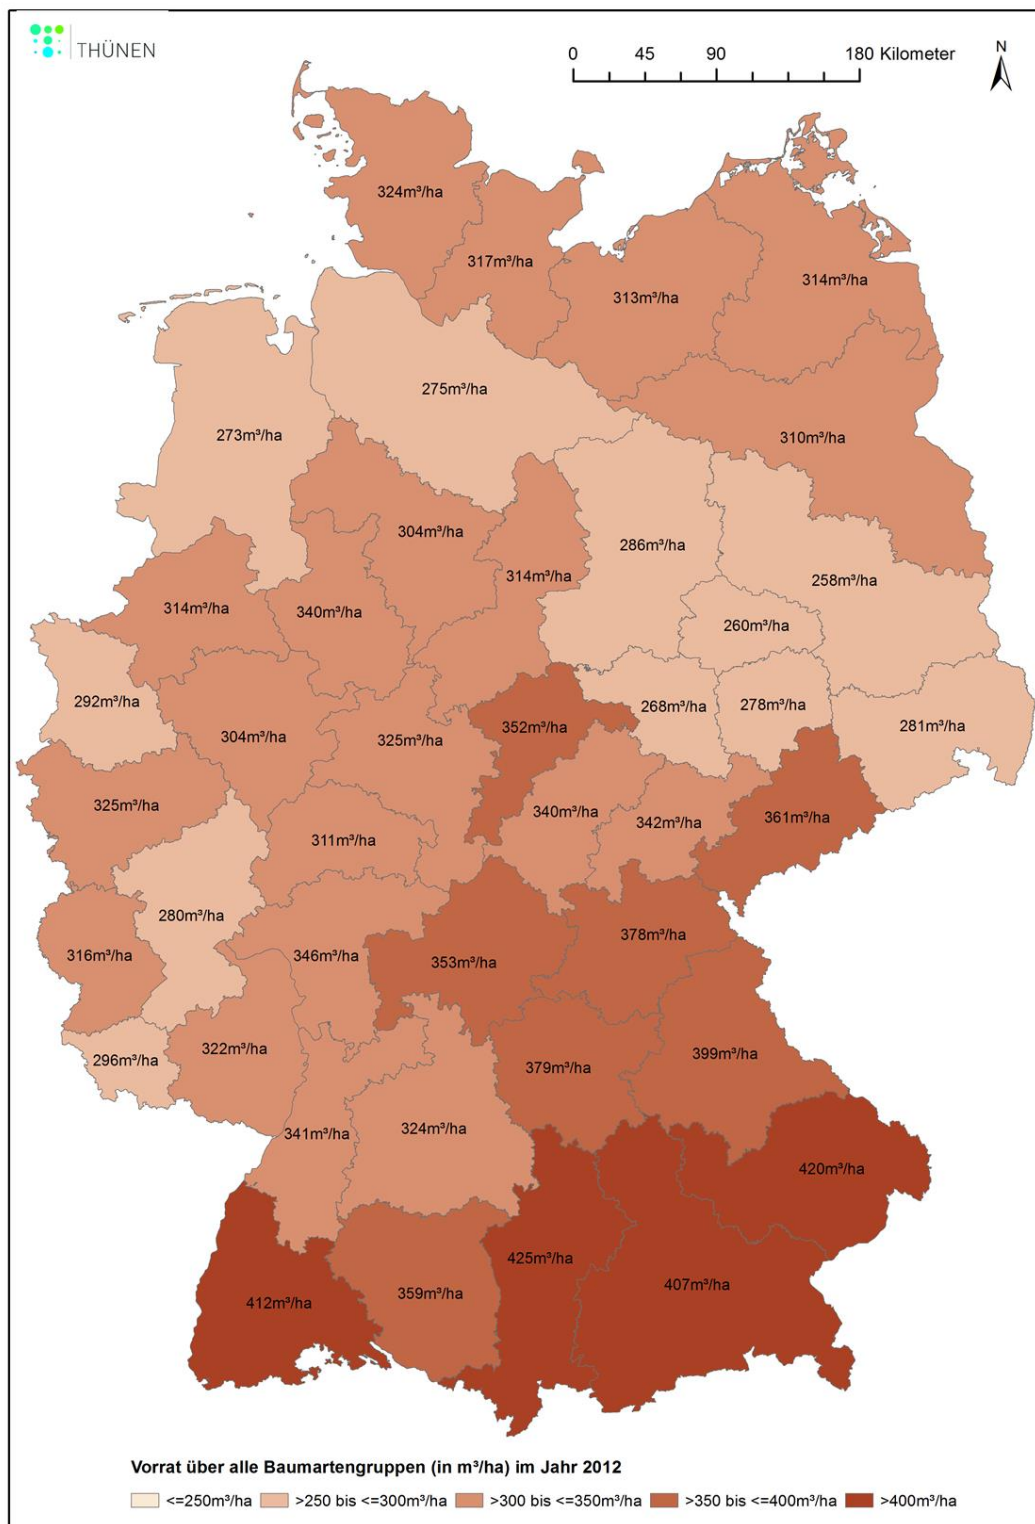 THÜNEN
0 45 90 180 Kilometer
N
324m³/ha
317m³/ha
313m³/ha
314m³/ha
275m³/ha
273m³/ha
310m³/ha
304m³/ha
286m³/ha
314m³/ha
258m³/ha
314m³/ha
340m³/ha
260m³/ha
292m³/ha
268m³/ha
278m³/ha
281m³/ha
352m³/ha
304m³/ha
325m³/ha
325m³/ha
340m³/ha
342m³/ha
361m³/ha
311m³/ha
280m³/ha
378m³/ha
316m³/ha
346m³/ha
353m³/ha
322m³/ha
399m³/ha
296m³/ha
379m³/ha
341m³/ha
324m³/ha
420m³/ha
425m³/ha
407m³/ha
359m³/ha
412m³/ha
Vorrat über alle Baumartengruppen (in m³/ha) im Jahr 2012
<=250m³/ha >250 bis <=300m³/ha >300 bis <=350m³/ha >350 bis <=400m³/ha >400m³/ha